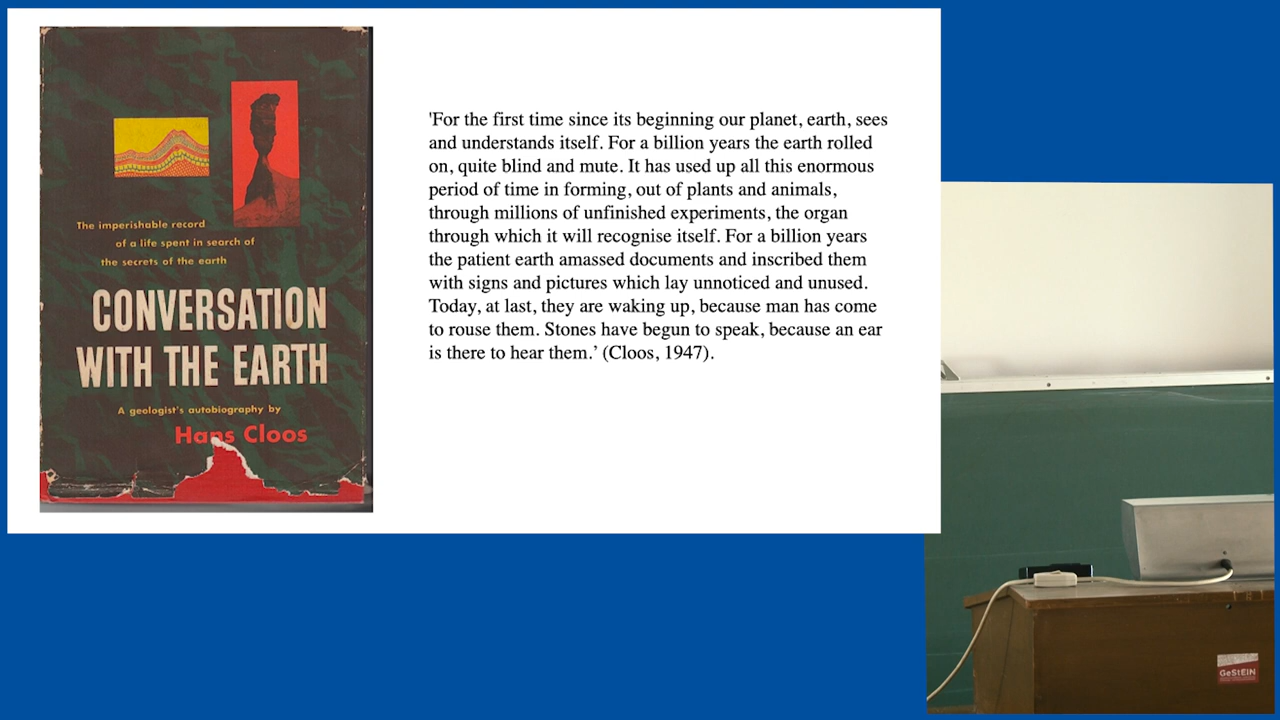 The imperishable record
of a life spent in search of
the secrets of the earth
CONVERSATION
WITH THE EARTH
A geologist's autobiography by
Hans Cloos
'For the first time since its beginning our planet, earth, sees
and understands itself. For a billion years the earth rolled
on, quite blind and mute. It has used up all this enormous
period of time in forming, out of plants and animals,
through millions of unfinished experiments, the organ
through which it will recognise itself. For a billion years
the patient earth amassed documents and inscribed them
with signs and pictures which lay unnoticed and unused.
Today, at last, they are waking up, because man has come
to rouse them. Stones have begun to speak, because an ear
is there to hear them.’ (Cloos, 1947).
GeStEiN